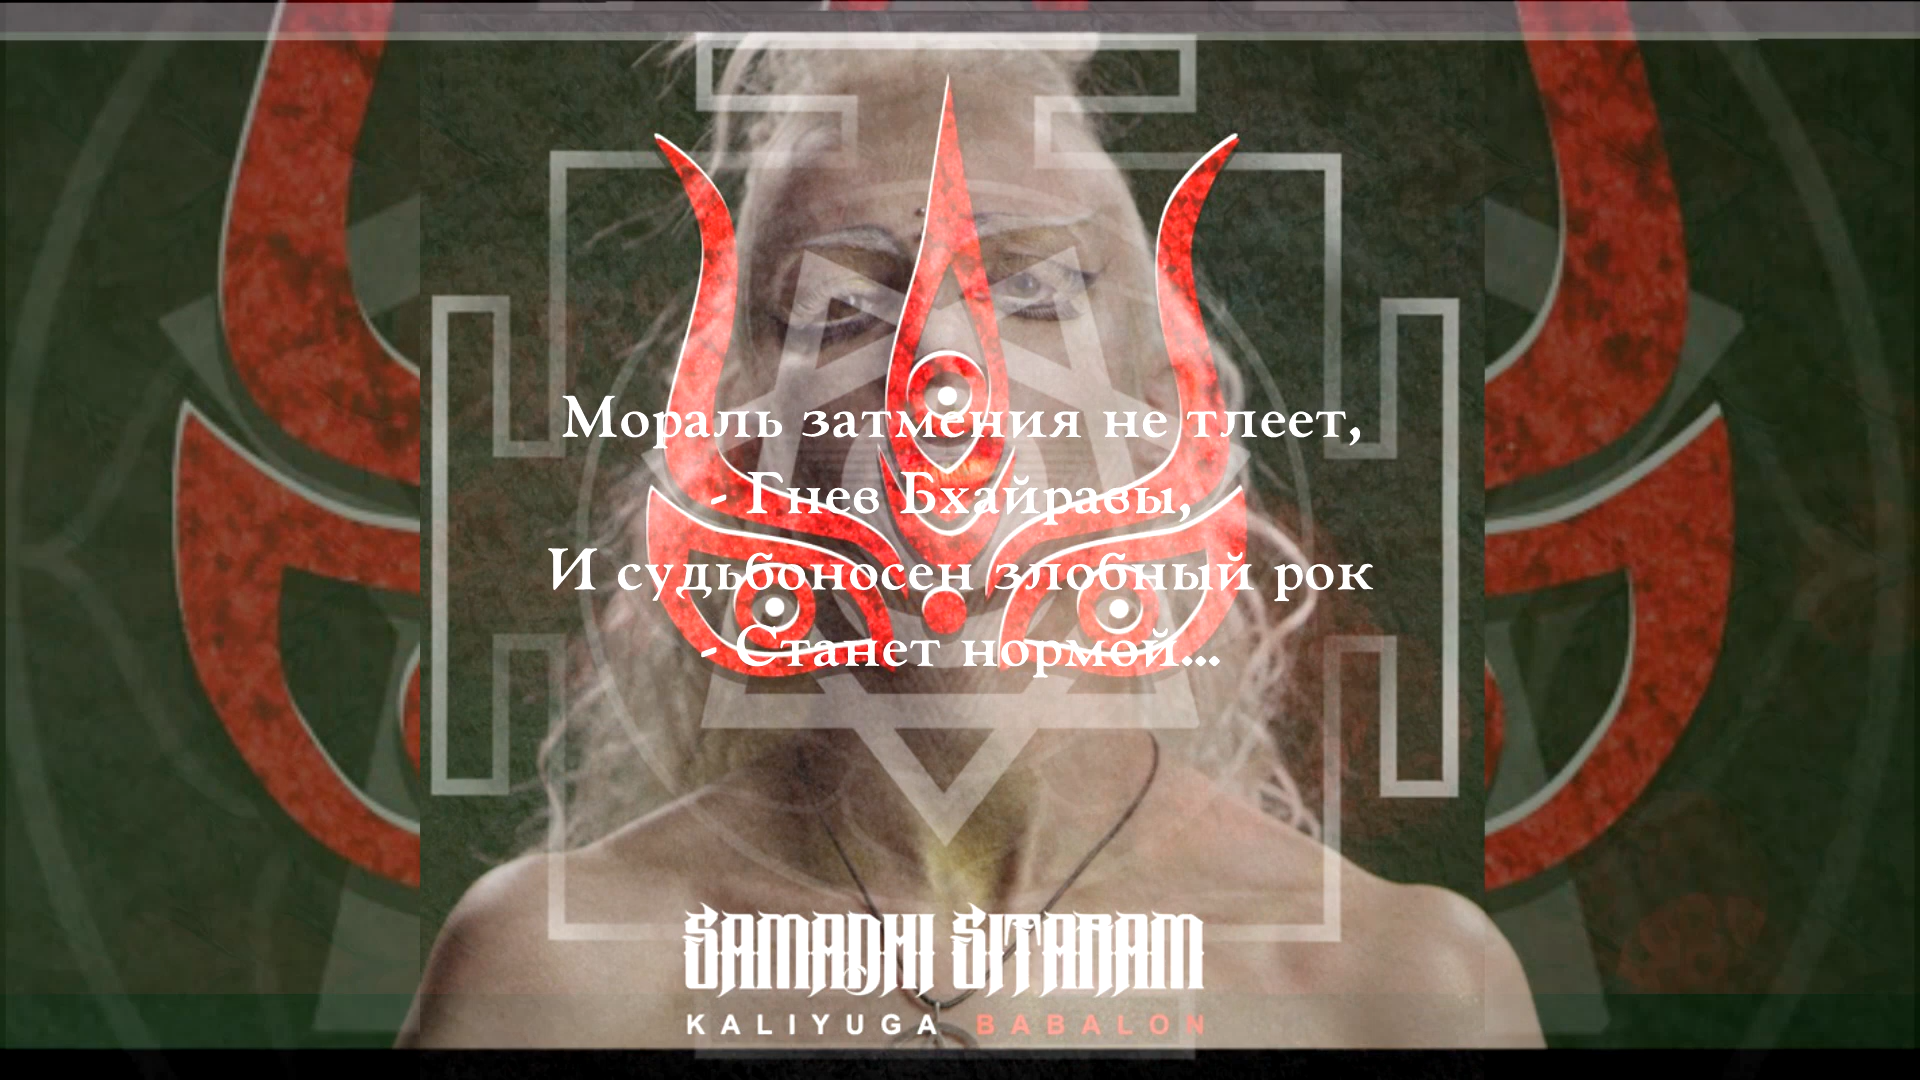 Мораль затмения не тлеет,
- Гнев Бхайравы,
И судьбоносен злобный рок
- Станет нормой...
SAMADHI SITARAM
KALIYUGA BABALON